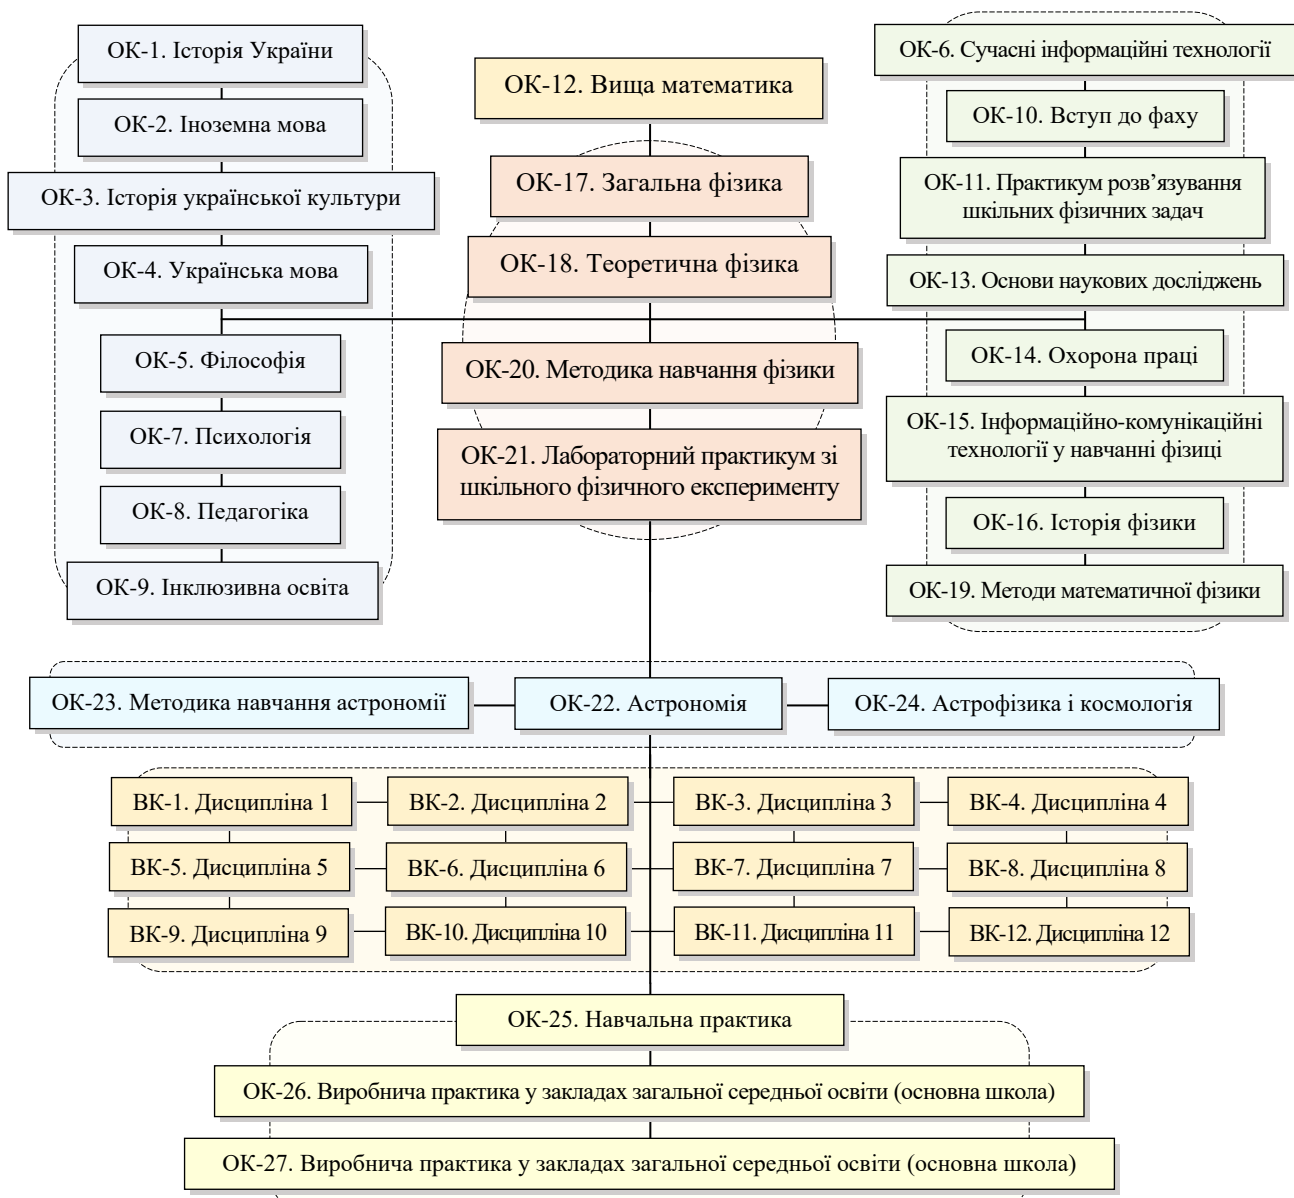 ОК-1. Історія України
ОК-2. Іноземна мова
ОК-3. Історія української культури
ОК-4. Українська мова
ОК-5. Філософія
ОК-7. Психологія
ОК-8. Педагогіка
ОК-9. Інклюзивна освіта
ОК-12. Вища математика
ОК-17. Загальна фізика
ОК-18. Теоретична фізика
ОК-20. Методика навчання фізики
ОК-21. Лабораторний практикум зі
шкільного фізичного експерименту
ОК-6. Сучасні інформаційні технології
ОК-10. Вступ до фаху
ОК-11. Практикум розв’язування
шкільних фізичних задач
ОК-13. Основи наукових досліджень
ОК-14. Охорона праці
ОК-15. Інформаційно-комунікаційні
технології у навчанні фізиці
ОК-16. Історія фізики
ОК-19. Методи математичної фізики
ОК-23. Методика навчання астрономії
ОК-22. Астрономія
ОК-24. Астрофізика і космологія
ВК-1. Дисципліна 1
ВК-2. Дисципліна 2
ВК-3. Дисципліна 3
ВК-4. Дисципліна 4
ВК-5. Дисципліна 5
ВК-6. Дисципліна 6
ВК-7. Дисципліна 7
ВК-8. Дисципліна 8
ВК-9. Дисципліна 9
ВК-10. Дисципліна 10
ВК-11. Дисципліна 11
ВК-12. Дисципліна 12
ОК-25. Навчальна практика
ОК-26. Виробнича практика у закладах загальної середньої освіти (основна школа)
ОК-27. Виробнича практика у закладах загальної середньої освіти (основна школа)